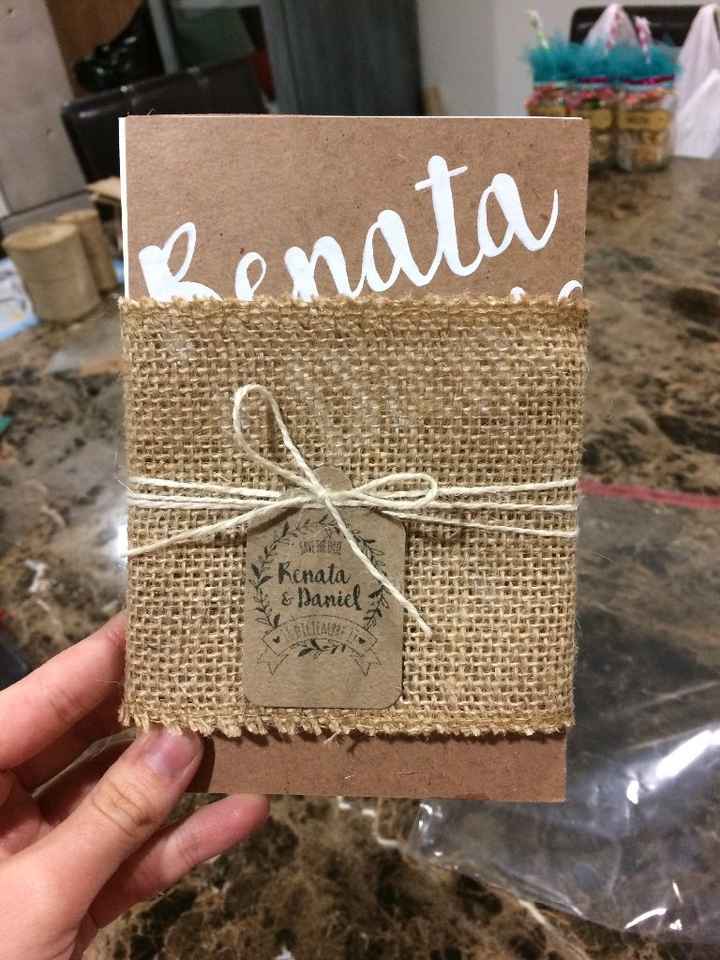 Renata
SAVE THE DATE
Renata
& Daniel